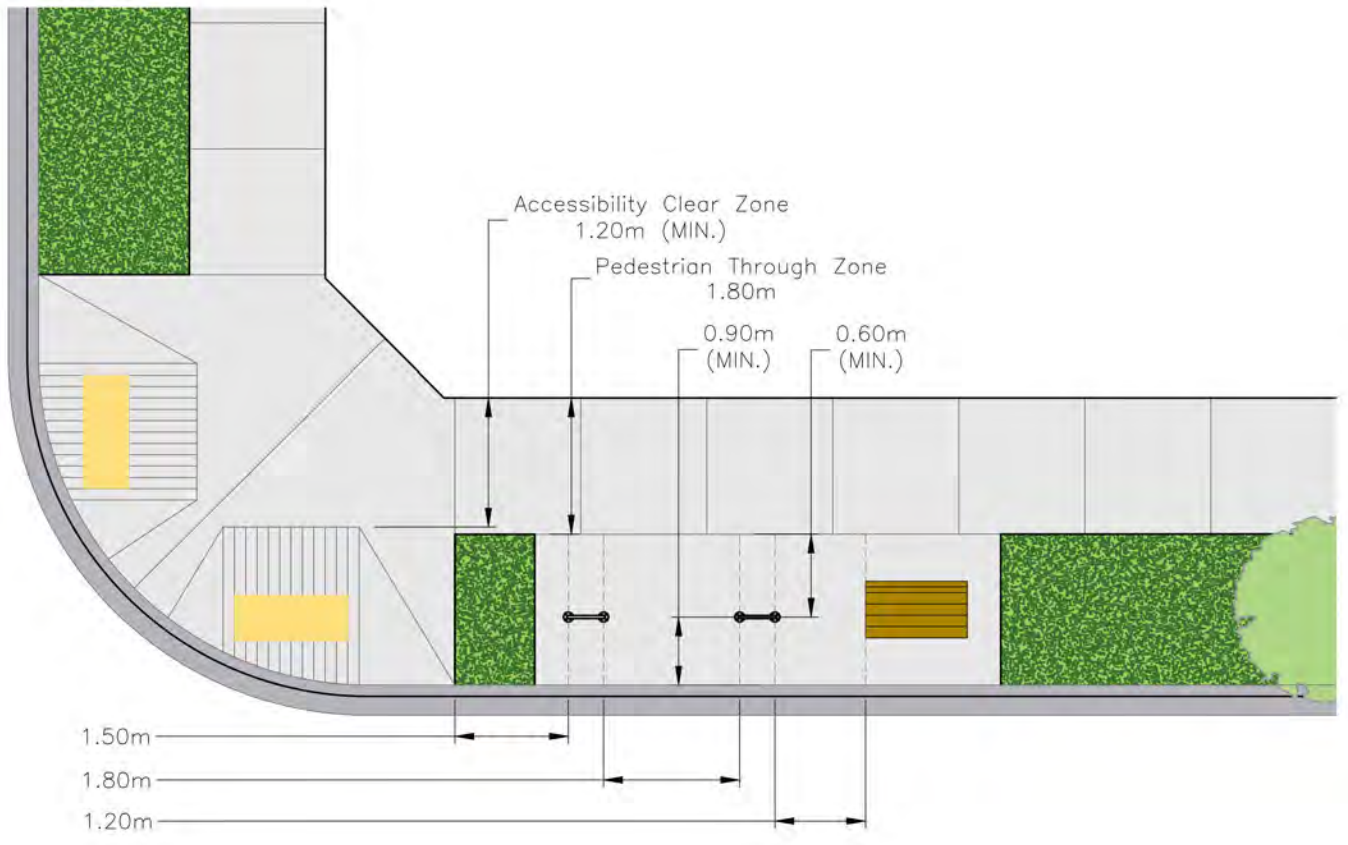 Accessibility Clear Zone
1.20m (MIN.)
Pedestrian Through Zone
1.80m
0.90m
(MIN.)
0.60m
(MIN.)
1.50m
1.80m
1.20m